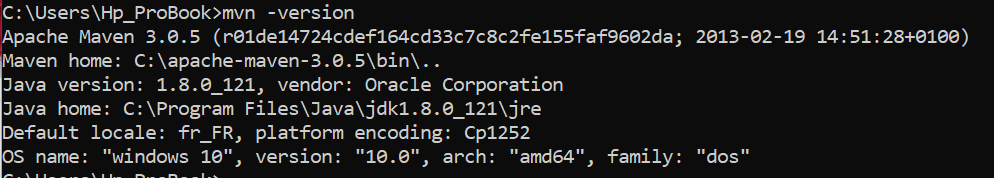 C:\Users\Hp_ProBook>mvn -version
Apache Maven 3.0.5 (r01de14724cdef164cd33c7c8c2fe155faf9602da; 2013-02-19 14:51:28+0100)
Maven home: C:\apache-maven-3.0.5\bin\..
Java version: 1.8.0_121, vendor: Oracle Corporation
Java home: C:\Program Files\Java\jdk1.8.0_121\jre
Default locale: fr_FR, platform encoding: Cp1252
OS name: "windows 10", version: "10.0", arch: "amd64", family: "dos"
C:\Users\Hp_ProBook>